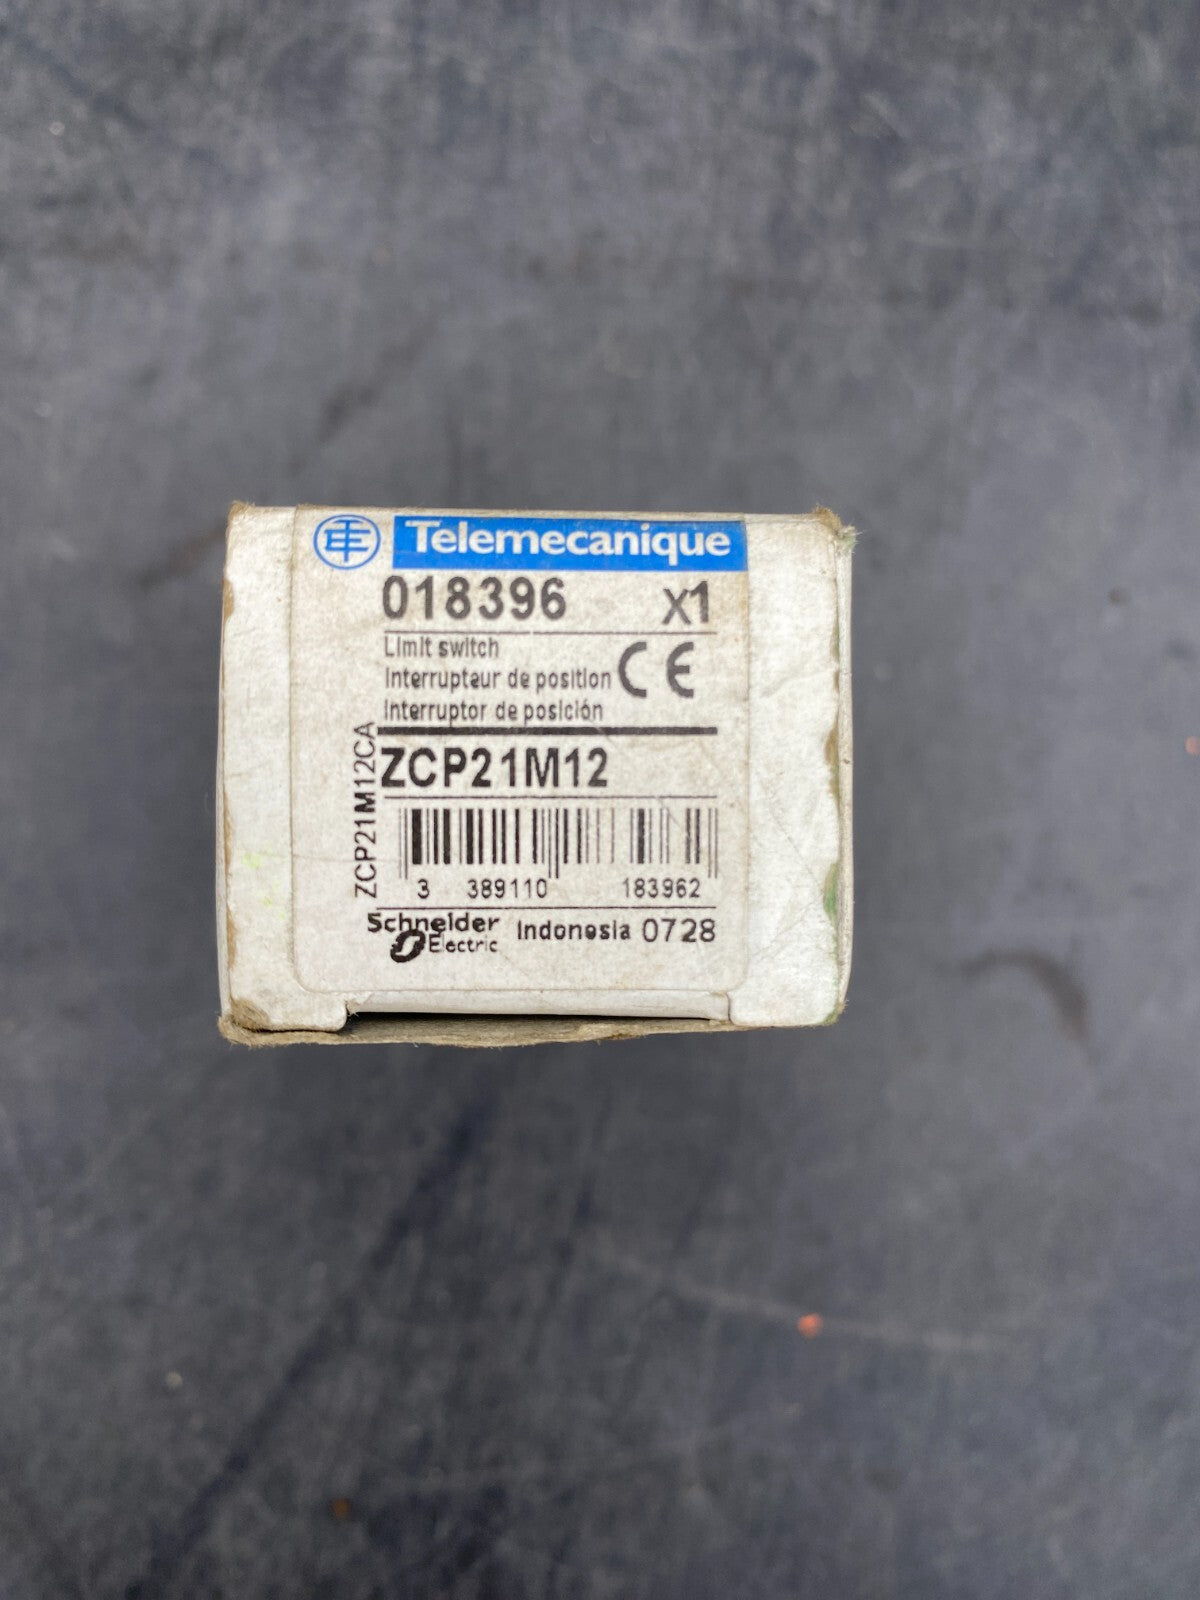 Telemecanique
018396 X1
Limit switch
Interrupteur de position CE
Interruptor de posición
ZCP21M12CA
ZCP21M12
3 389110 183962
Schneider Electric Indonesia 0728